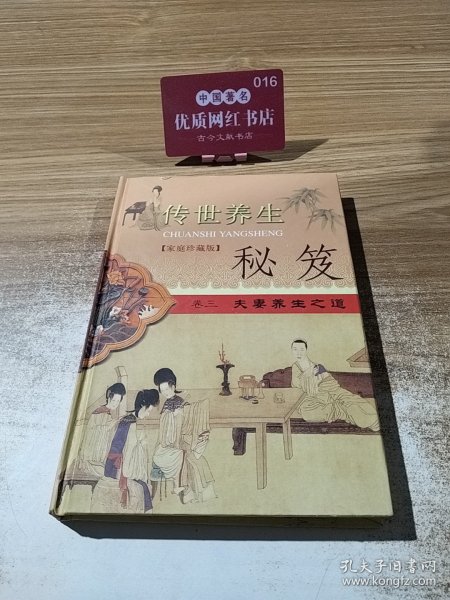 016
中国著名
优质网红书店
古今文献书店
传世养生
CHUANSHI YANGSHENG
【家庭珍藏版】
秘笈
卷三 夫妻养生之道
孔夫子旧书网
www.kongfz.com